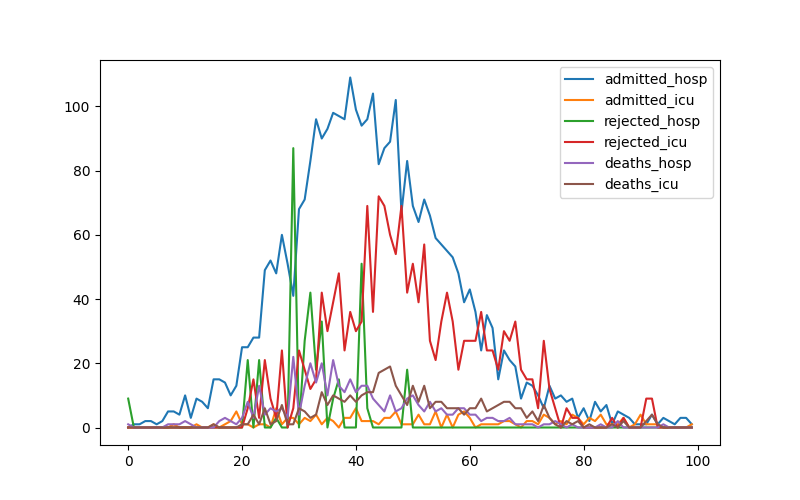 admitted_hosp
admitted_icu
rejected_hosp
rejected_icu
deaths_hosp
deaths_icu
100
80
60
40
20
0
0 20 40 60 80 100